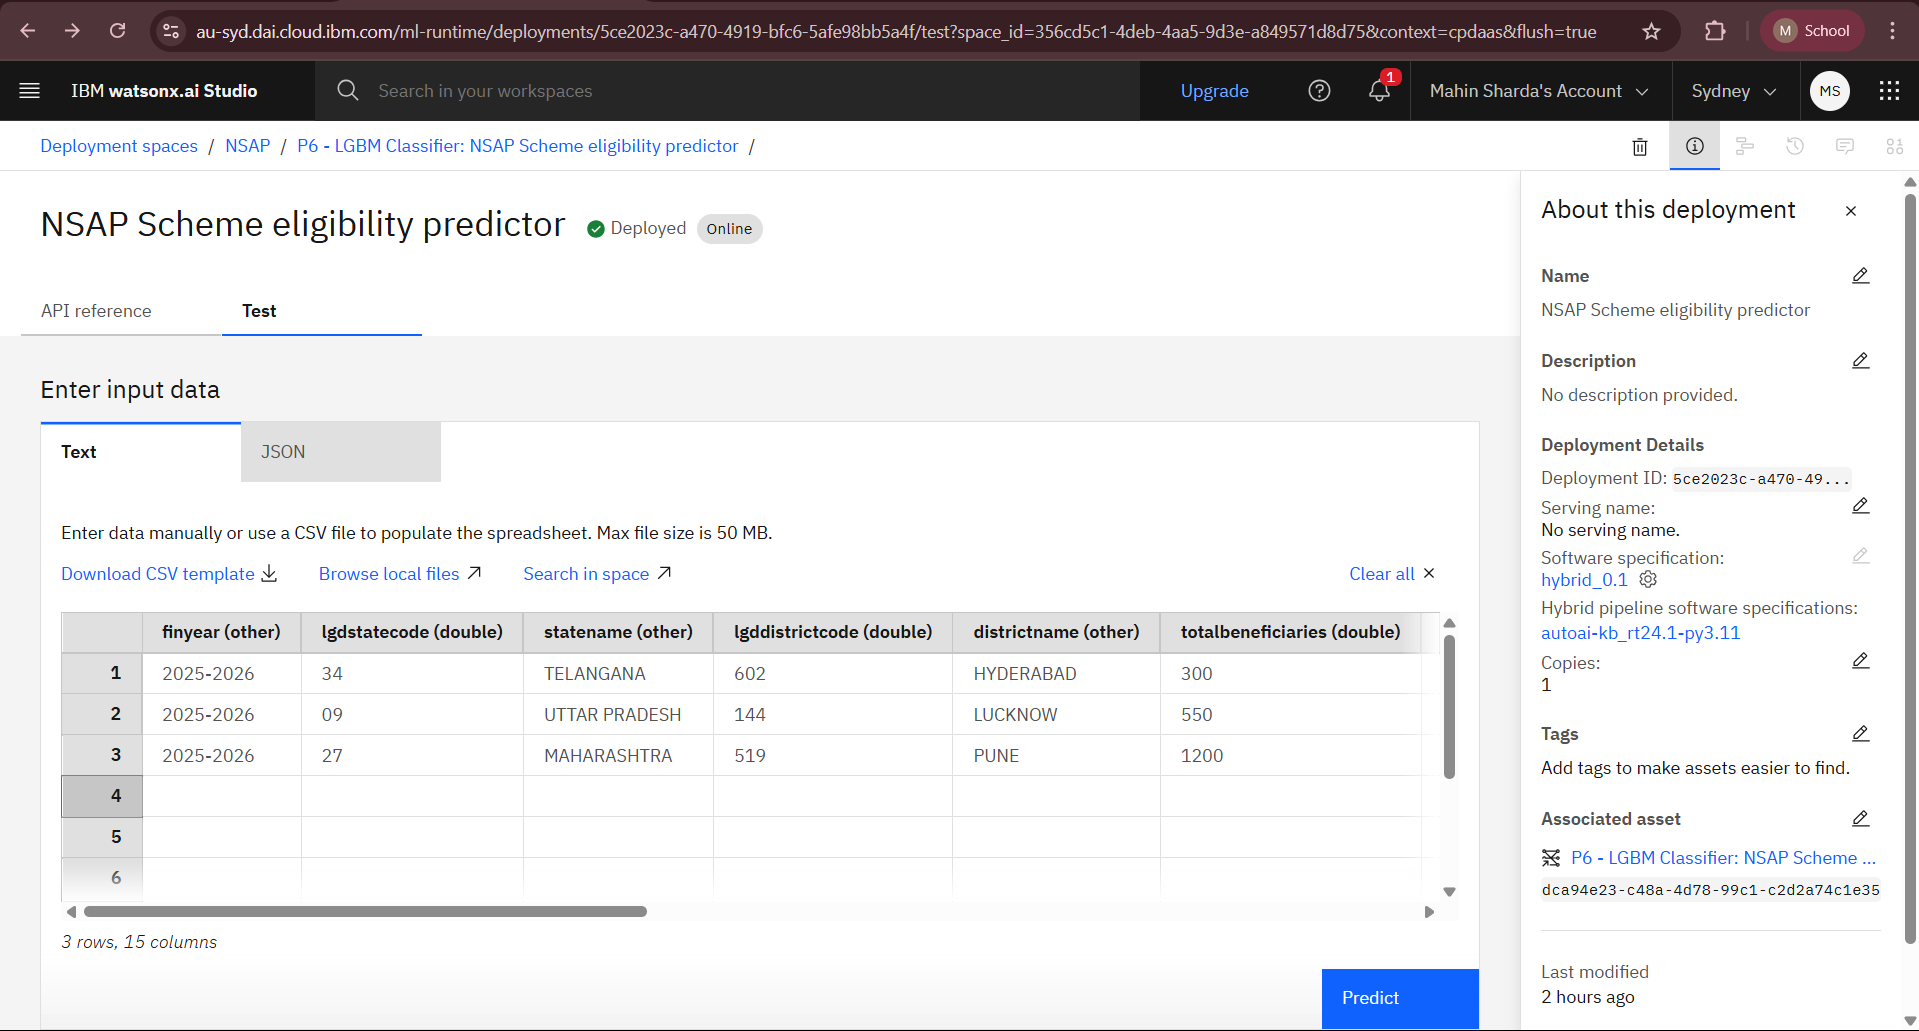 au-syd.dai.cloud.ibm.com/ml-runtime/deployments/5ce2023c-a470-4919-bfc6-5afe98bb5a4f/test?space_id=356cd5c1-4deb-4aa5-9d3e-a849571d8d75&context=cpdaas&flush=true
M School
IBM watsonx.ai Studio
Search in your workspaces
Upgrade
1
Mahin Sharda's Account
Sydney
MS
Deployment spaces / NSAP / P6 - LGBM Classifier: NSAP Scheme eligibility predictor /
NSAP Scheme eligibility predictor
Deployed
Online
API reference
Test
Enter input data
Text
JSON
Enter data manually or use a CSV file to populate the spreadsheet. Max file size is 50 MB.
Download CSV template
Browse local files
Search in space
Clear all
finyear (other) lgdstatecode (double) statename (other) lgddistrictcode (double) districtname (other) totalbeneficiaries (double)
1 2025-2026 34 TELANGANA 602 HYDERABAD 300
2 2025-2026 09 UTTAR PRADESH 144 LUCKNOW 550
3 2025-2026 27 MAHARASHTRA 519 PUNE 1200
4
5
6
3 rows, 15 columns
Predict
About this deployment
Name
NSAP Scheme eligibility predictor
Description
No description provided.
Deployment Details
Deployment ID: 5ce2023c-a470-49...
Serving name:
No serving name.
Software specification:
hybrid_0.1
Hybrid pipeline software specifications:
autoai-kb_rt24.1-py3.11
Copies:
1
Tags
Add tags to make assets easier to find.
Associated asset
P6 - LGBM Classifier: NSAP Scheme ...
dca94e23-c48a-4d78-99c1-c2d2a74c1e35
Last modified
2 hours ago